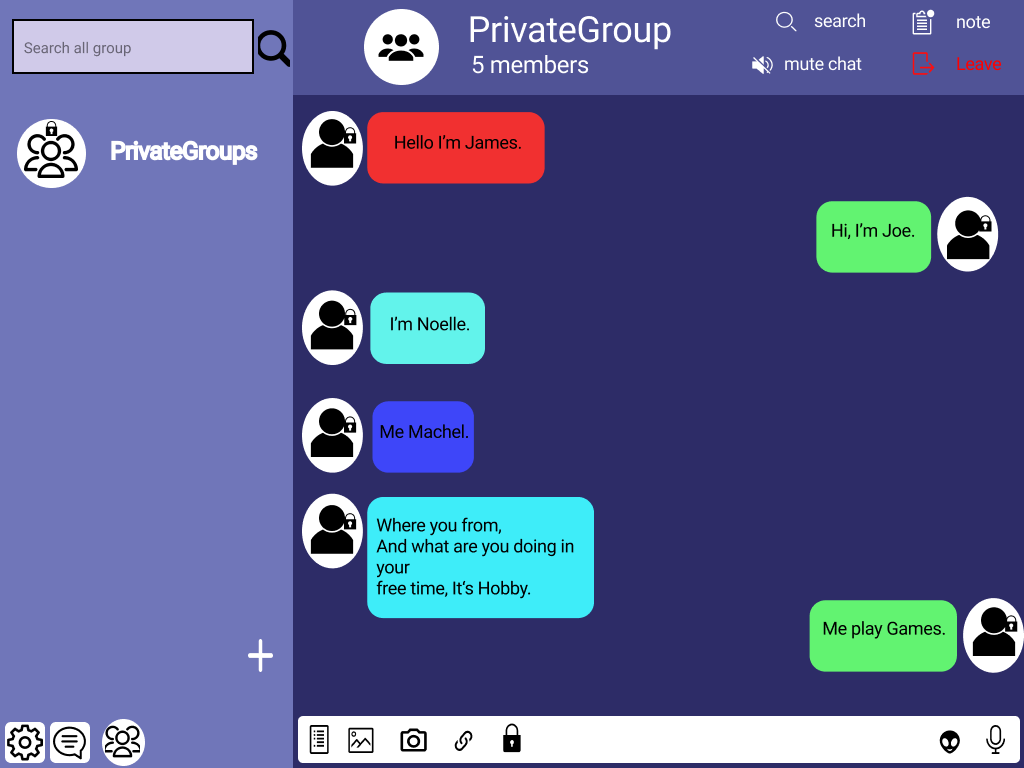 Search all group
PrivateGroups
PrivateGroup
5 members
search
note
mute chat
Leave
Hello I’m James.
Hi, I’m Joe.
I’m Noelle.
Me Machel.
Where you from,
And what are you doing in
your
free time, It‘s Hobby.
Me play Games.